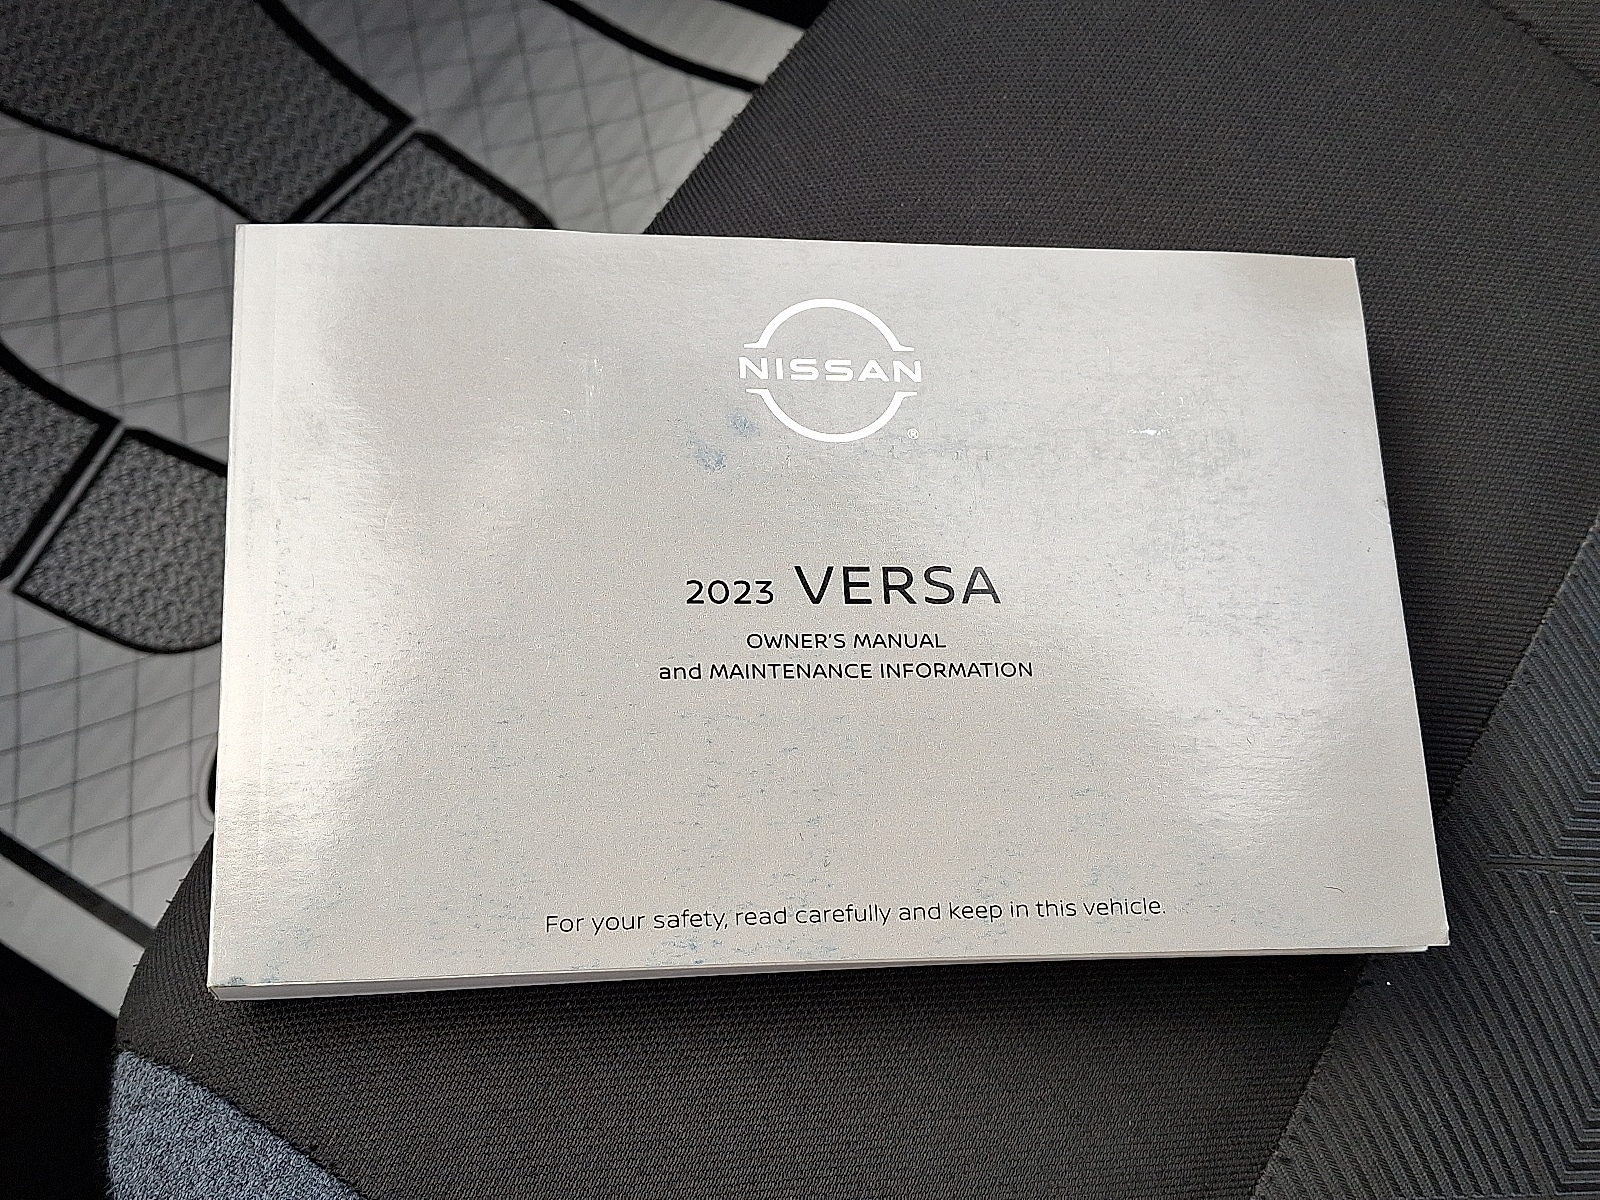 NISSAN
®
2023 VERSA
OWNER'S MANUAL
and MAINTENANCE INFORMATION
For your safety, read carefully and keep in this vehicle.